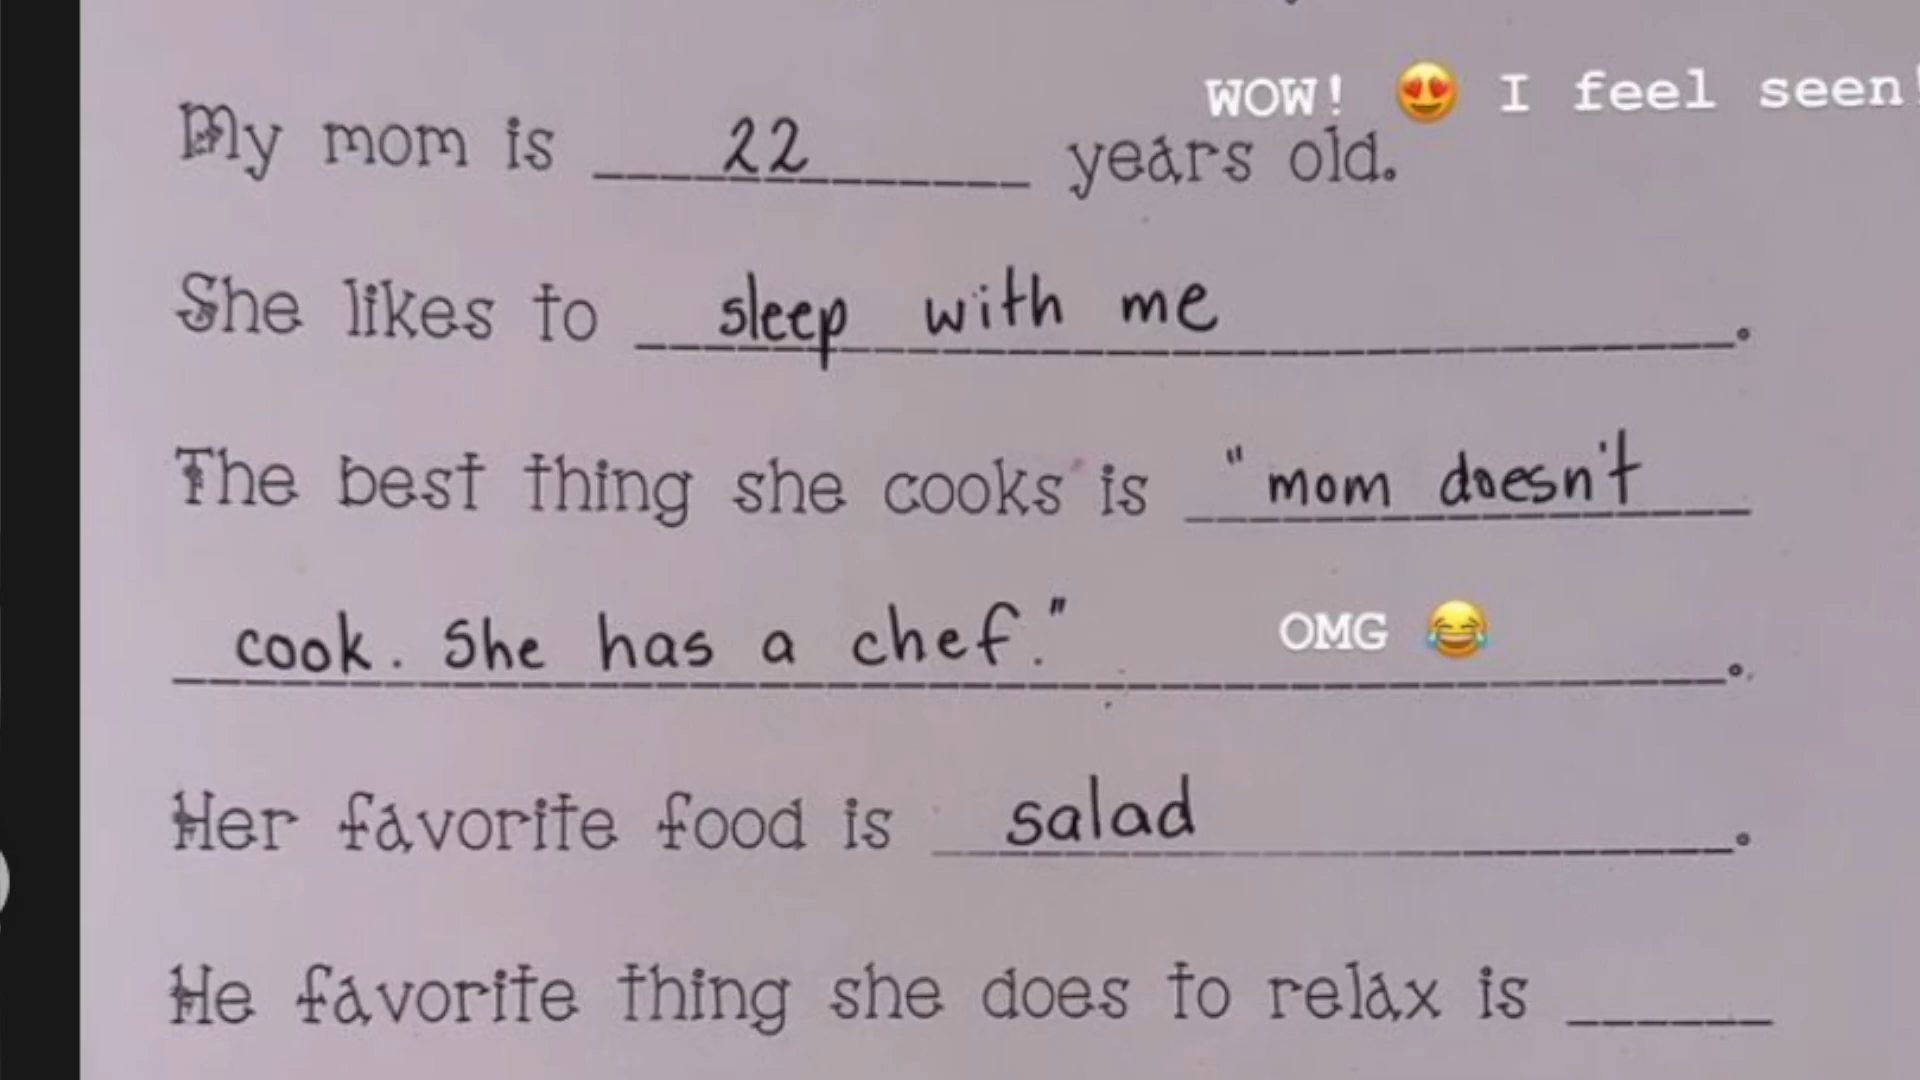 WOW! 😍 I feel seen!
My mom is 22 years old.
She likes to sleep with me.
The best thing she cooks is "mom doesn't
cook. She has a chef."
OMG 😂
Her favorite food is salad.
He favorite thing she does to relax is